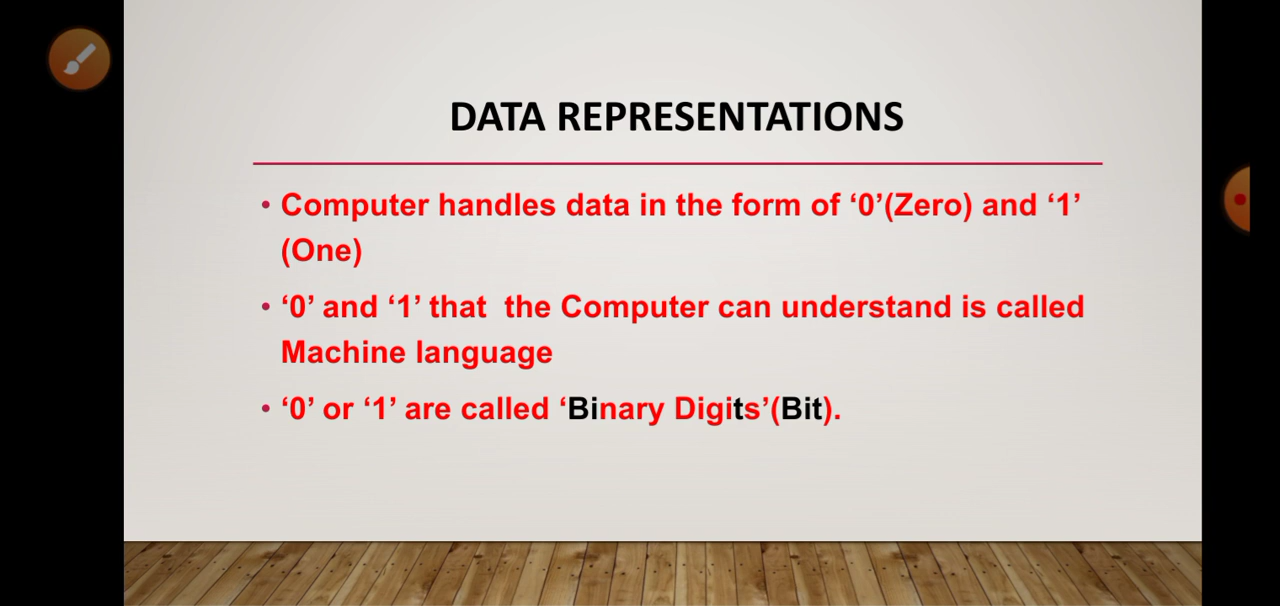 DATA REPRESENTATIONS
• Computer handles data in the form of ‘0’(Zero) and ‘1’
(One)
• ‘0’ and ‘1’ that  the Computer can understand is called
Machine language
• ‘0’ or ‘1’ are called ‘Binary Digits’(Bit).